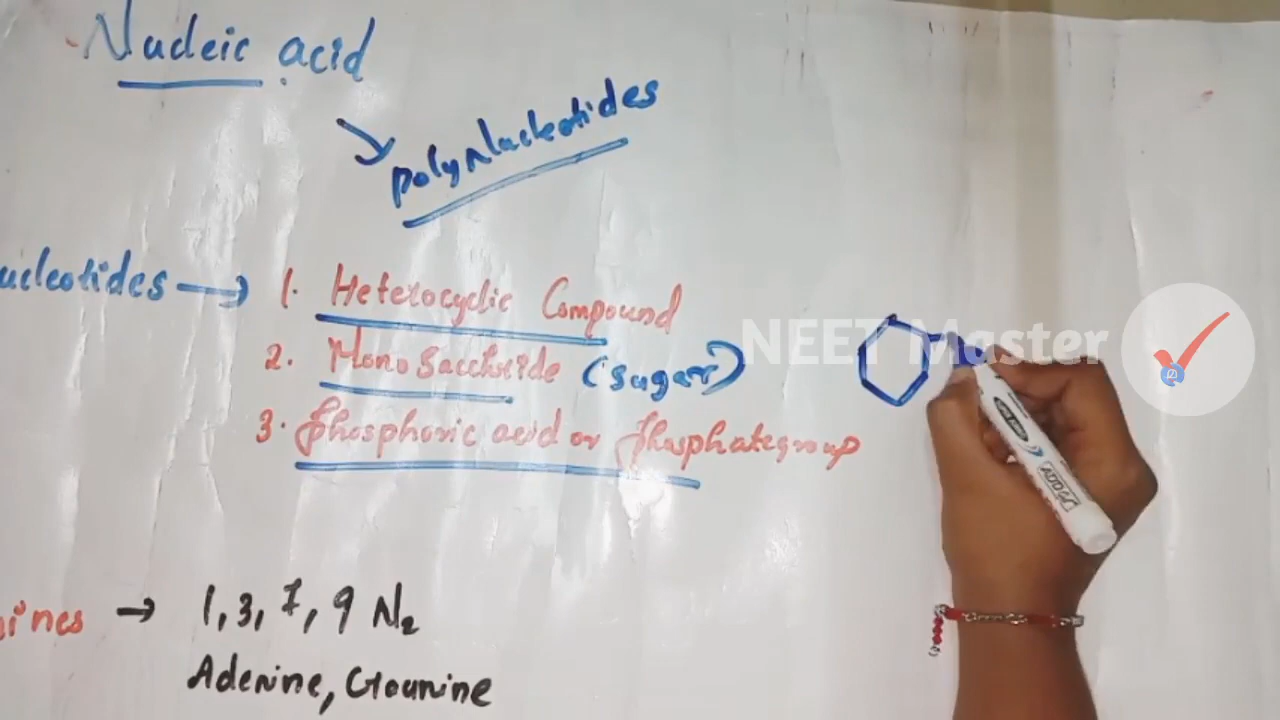 Nucleic acid
polyNucleotides
ucleotides → 1. Heterocyclic Compound
2. Mono Saccharide (sugar)
3. Phosphoric acid or Phosphate group
ines → 1, 3, 7, 9 N2
Adenine, Guanine
NEET Master